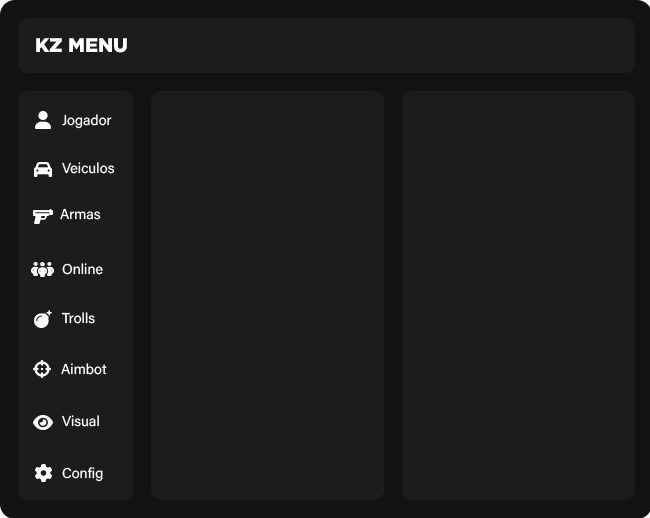 KZ MENU
Jogador
Veiculos
Armas
Online
Trolls
Aimbot
Visual
Config